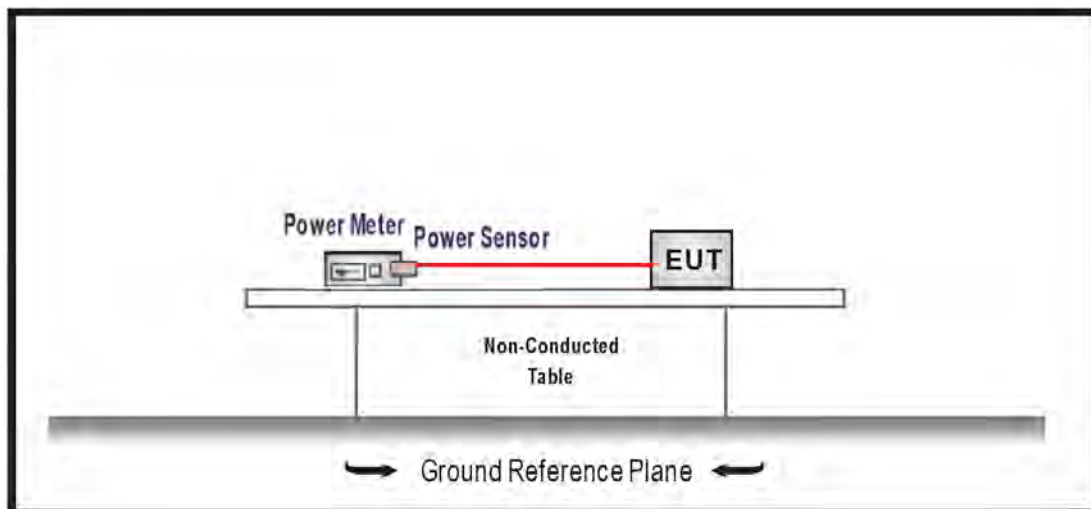 Power Meter
Power Sensor
EUT
Non-Conducted
Table
Ground Reference Plane